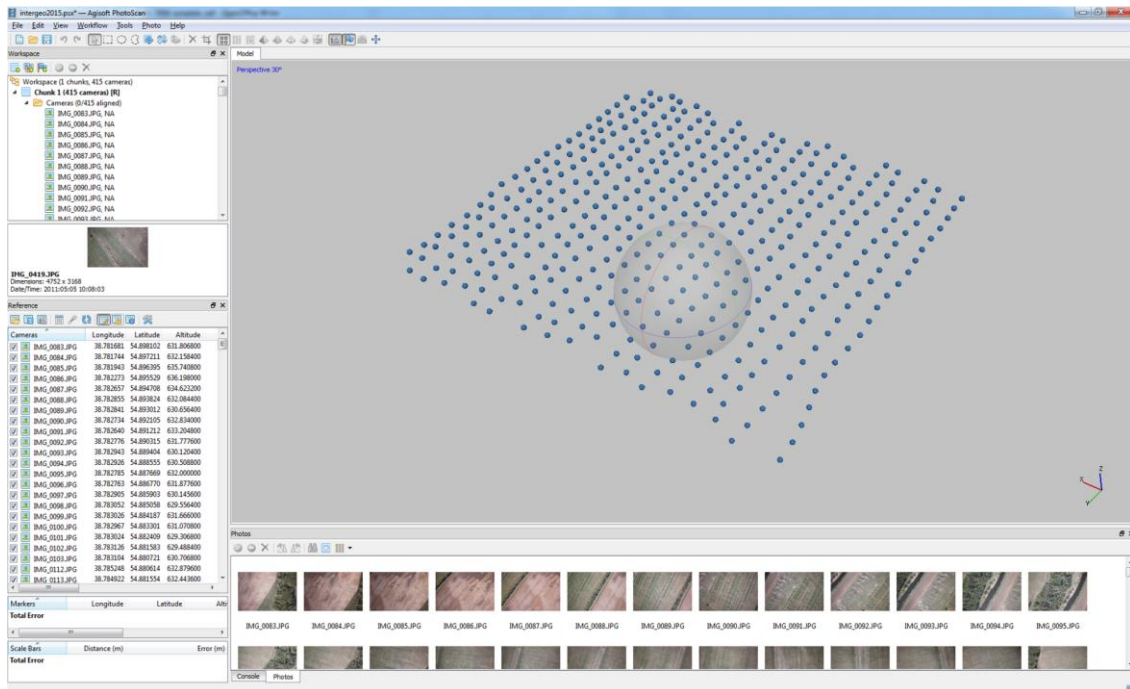 intergeo2015.psx* — Agisoft PhotoScan
File Edit View Workflow Tools Photo Help
Workspace
Workspace (1 chunks, 415 cameras)
Chunk 1 (415 cameras) [R]
Cameras (0/415 aligned)
IMG_0083.JPG, NA
IMG_0084.JPG, NA
IMG_0085.JPG, NA
IMG_0086.JPG, NA
IMG_0087.JPG, NA
IMG_0088.JPG, NA
IMG_0089.JPG, NA
IMG_0090.JPG, NA
IMG_0091.JPG, NA
IMG_0092.JPG, NA
IMG_0093.JPG, NA
IMG_0419.JPG
Dimensions: 4752 x 3168
Date/Time: 2011:05:05 10:08:03
Reference
Cameras Longitude Latitude Altitude
IMG_0083.JPG 38.781681 54.898102 631.806800
IMG_0084.JPG 38.781744 54.897211 632.158400
IMG_0085.JPG 38.781943 54.896395 635.740800
IMG_0086.JPG 38.782273 54.895529 636.198000
IMG_0087.JPG 38.782657 54.894708 634.623200
IMG_0088.JPG 38.782855 54.893824 632.084400
IMG_0089.JPG 38.782841 54.893012 630.656400
IMG_0090.JPG 38.782734 54.892105 632.834000
IMG_0091.JPG 38.782640 54.891212 633.204800
IMG_0092.JPG 38.782776 54.890315 631.777600
IMG_0093.JPG 38.782943 54.889404 630.120400
IMG_0094.JPG 38.782926 54.888555 630.508800
IMG_0095.JPG 38.782785 54.887669 632.000000
IMG_0096.JPG 38.782763 54.886770 631.877600
IMG_0097.JPG 38.782905 54.885903 630.145600
IMG_0098.JPG 38.783052 54.885058 629.556400
IMG_0099.JPG 38.783026 54.884187 631.666000
IMG_0100.JPG 38.782967 54.883301 631.070800
IMG_0101.JPG 38.783024 54.882409 629.306800
IMG_0102.JPG 38.783126 54.881583 629.488400
IMG_0103.JPG 38.783104 54.880721 630.706800
IMG_0112.JPG 38.785248 54.880614 632.879600
IMG_0113.JPG 38.784922 54.881554 632.443600
Markers Longitude Latitude Alti
Total Error
Scale Bars Distance (m) Error (m)
Total Error
Model
Perspective 30°
X
Y
Z
Photos
IMG_0083.JPG IMG_0084.JPG IMG_0085.JPG IMG_0086.JPG IMG_0087.JPG IMG_0088.JPG IMG_0089.JPG IMG_0090.JPG IMG_0091.JPG IMG_0092.JPG IMG_0093.JPG IMG_0094.JPG IMG_0095.JPG
Console Photos